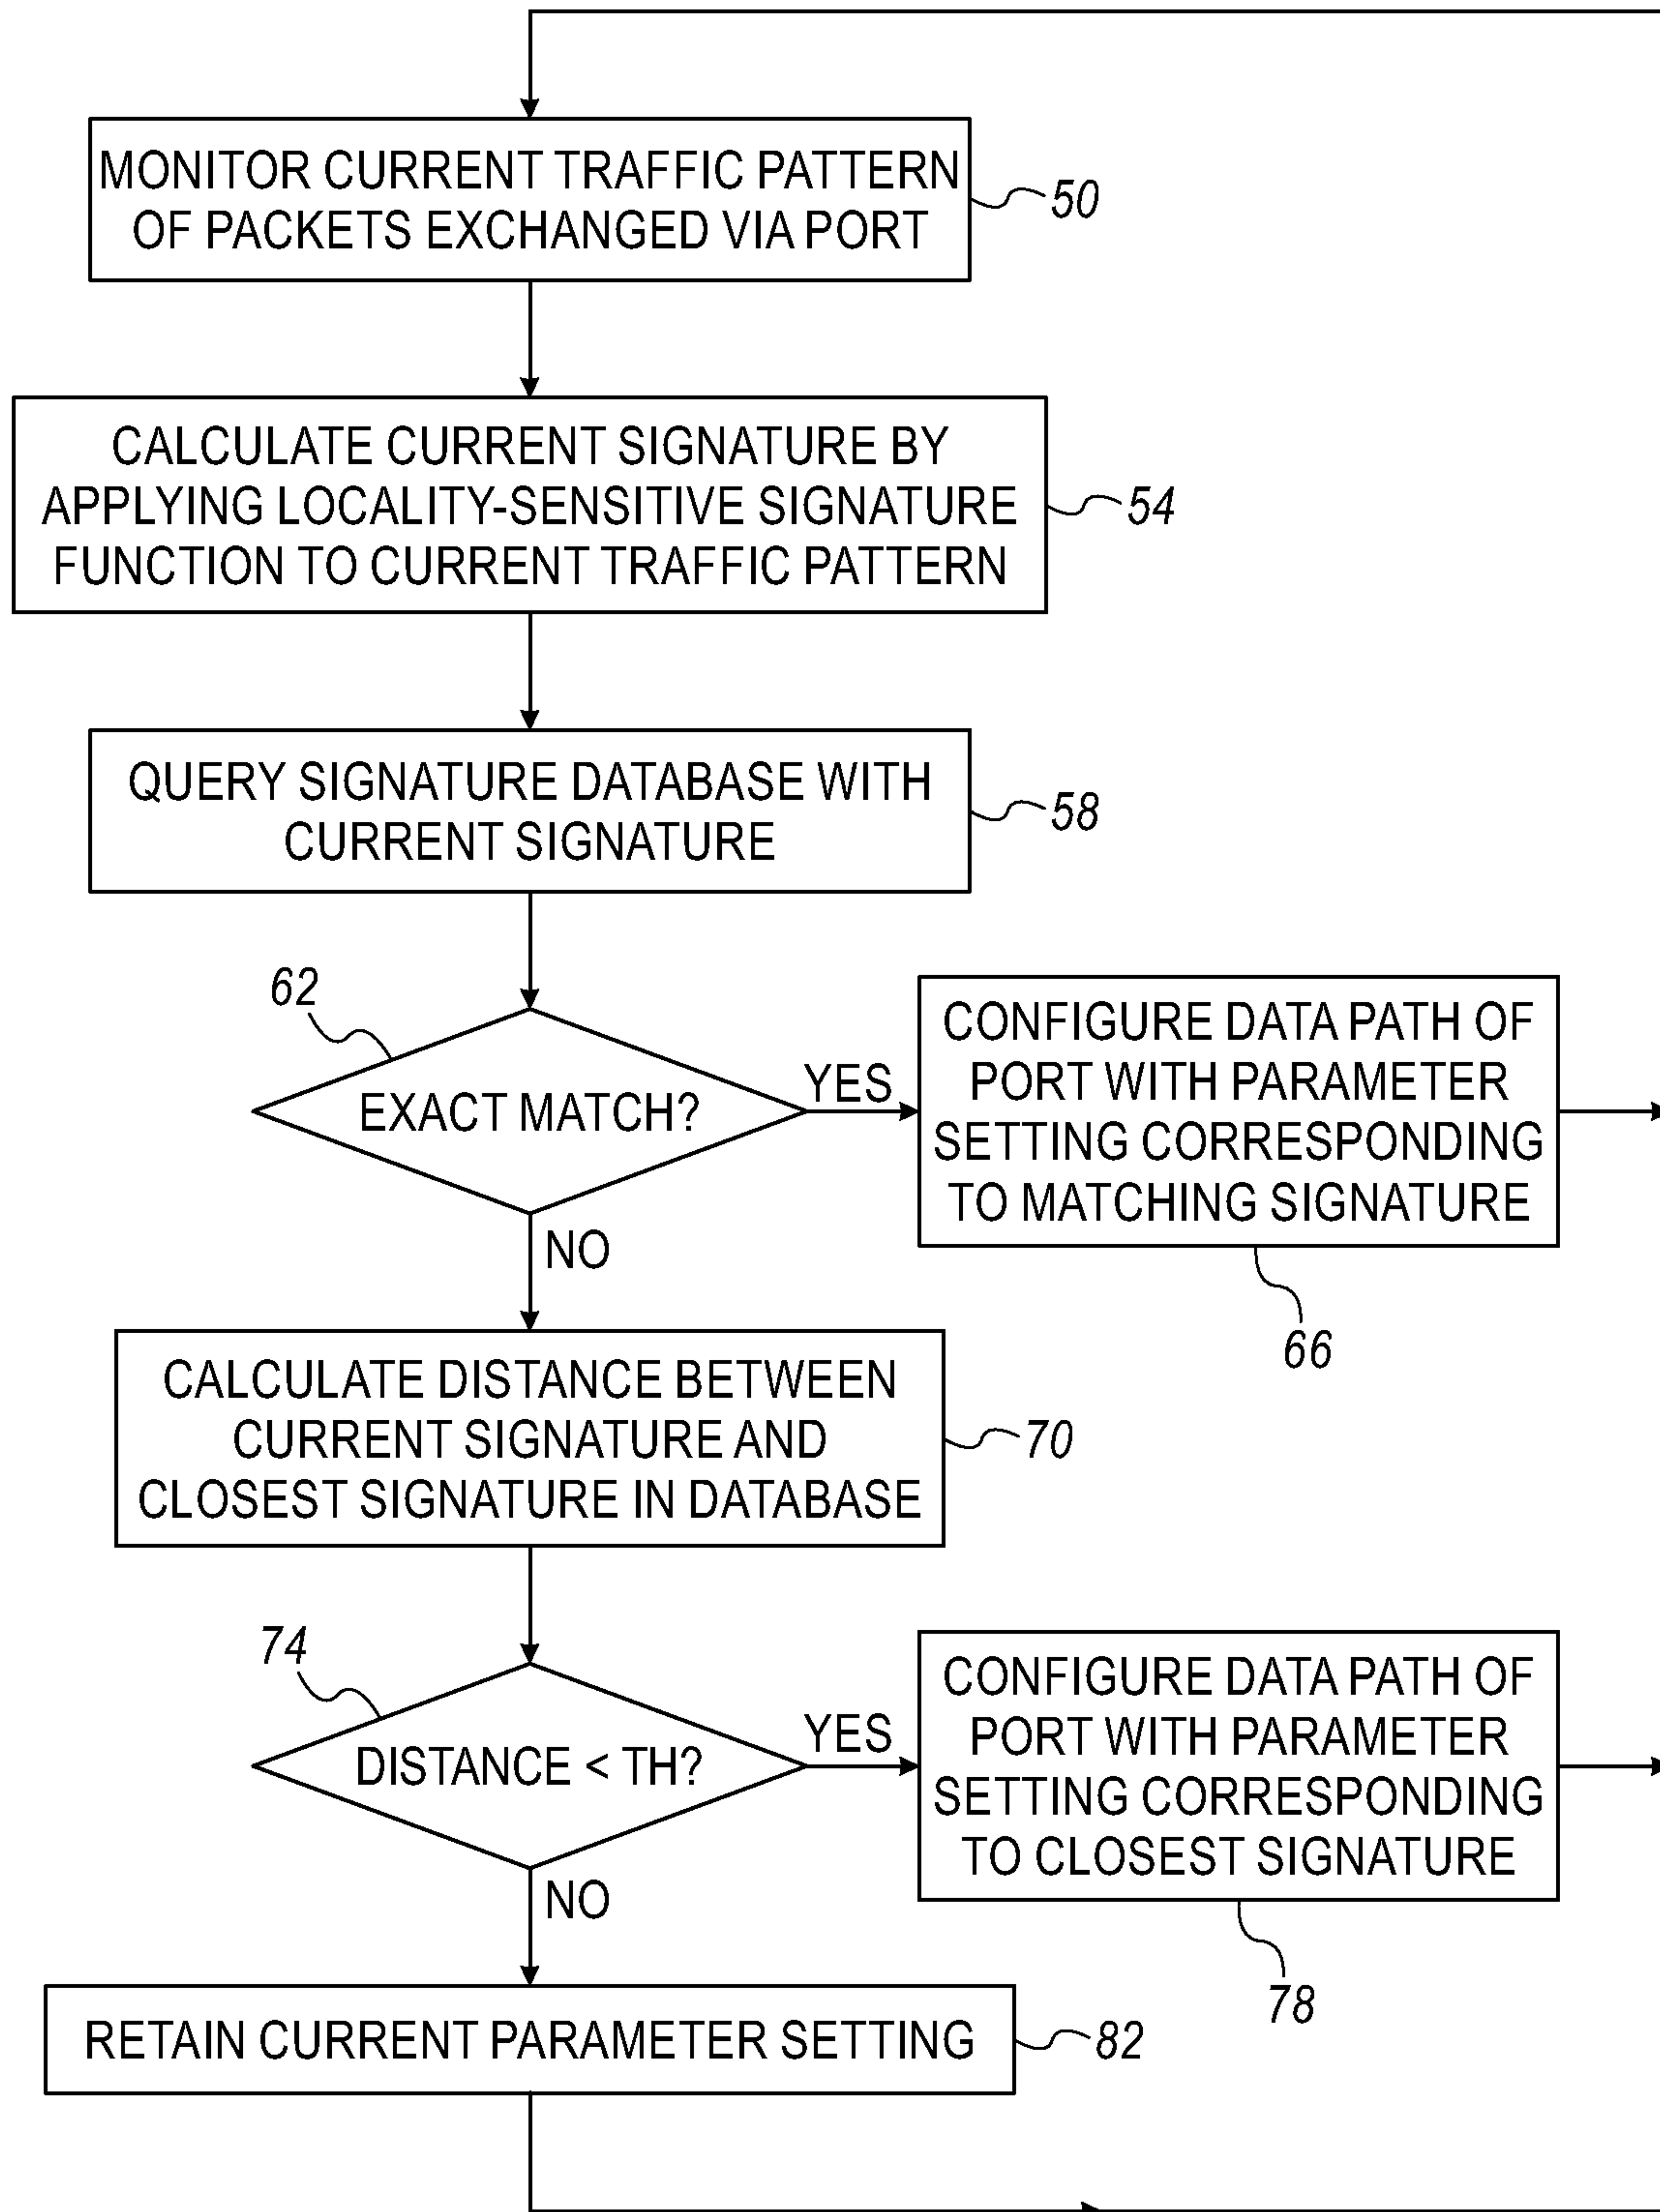 MONITOR CURRENT TRAFFIC PATTERN
OF PACKETS EXCHANGED VIA PORT
50
CALCULATE CURRENT SIGNATURE BY
APPLYING LOCALITY-SENSITIVE SIGNATURE
FUNCTION TO CURRENT TRAFFIC PATTERN
54
QUERY SIGNATURE DATABASE WITH
CURRENT SIGNATURE
58
62
EXACT MATCH?
YES
NO
CONFIGURE DATA PATH OF
PORT WITH PARAMETER
SETTING CORRESPONDING
TO MATCHING SIGNATURE
66
CALCULATE DISTANCE BETWEEN
CURRENT SIGNATURE AND
CLOSEST SIGNATURE IN DATABASE
70
74
DISTANCE < TH?
YES
NO
CONFIGURE DATA PATH OF
PORT WITH PARAMETER
SETTING CORRESPONDING
TO CLOSEST SIGNATURE
78
RETAIN CURRENT PARAMETER SETTING
82